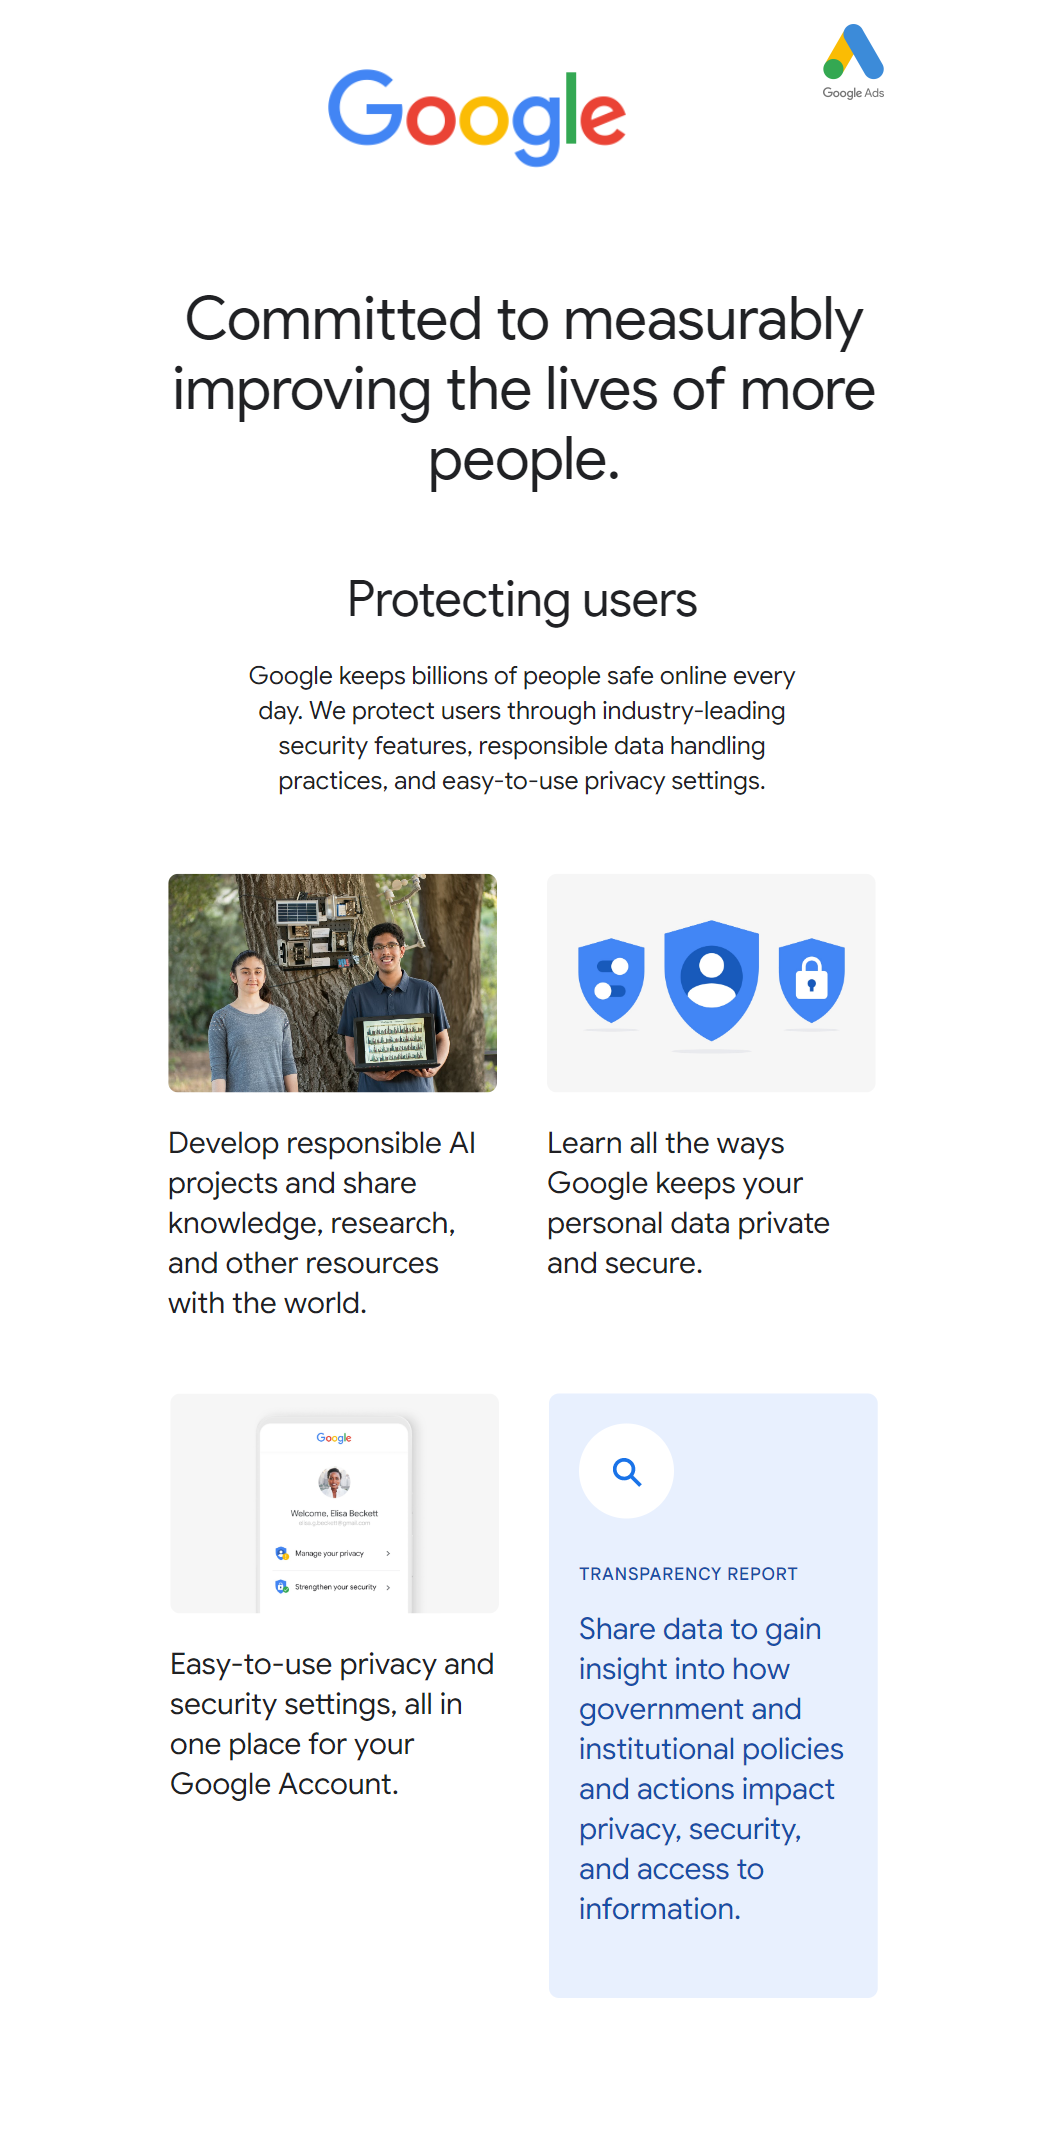 Google
Google Ads
Committed to measurably
improving the lives of more
people.
Protecting users
Google keeps billions of people safe online every
day. We protect users through industry-leading
security features, responsible data handling
practices, and easy-to-use privacy settings.
Develop responsible AI
projects and share
knowledge, research,
and other resources
with the world.
Learn all the ways
Google keeps your
personal data private
and secure.
Google
Welcome, Elisa Beckett
Manage your privacy
Strengthen your security
Easy-to-use privacy and
security settings, all in
one place for your
Google Account.
TRANSPARENCY REPORT
Share data to gain
insight into how
government and
institutional policies
and actions impact
privacy, security,
and access to
information.